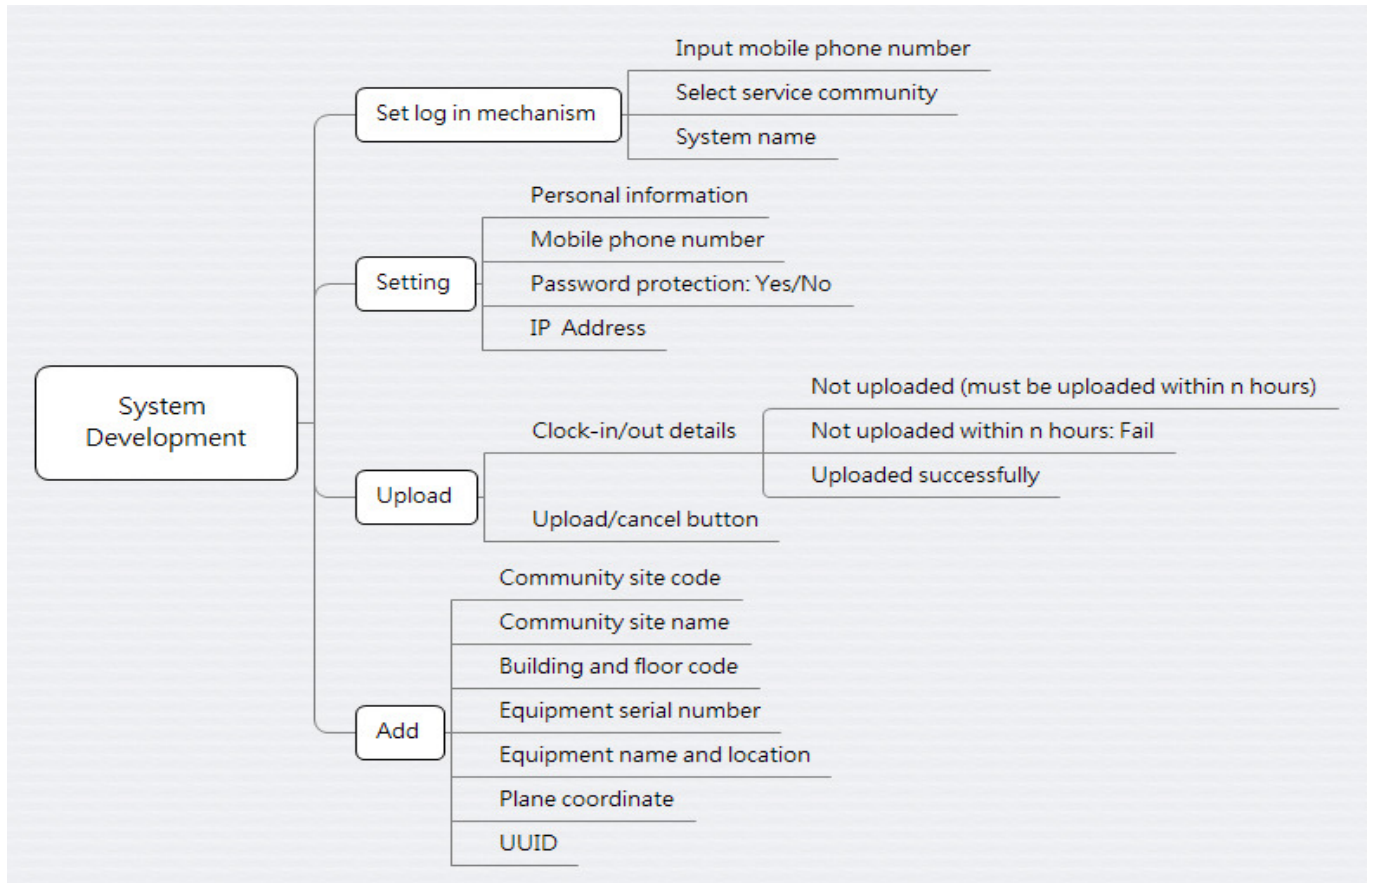 Input mobile phone number
Select service community
System name
Set log in mechanism
Personal information
Mobile phone number
Password protection: Yes/No
IP  Address
Setting
System
Development
Not uploaded (must be uploaded within n hours)
Not uploaded within n hours: Fail
Uploaded successfully
Clock-in/out details
Upload
Upload/cancel button
Community site code
Community site name
Building and floor code
Equipment serial number
Equipment name and location
Plane coordinate
UUID
Add